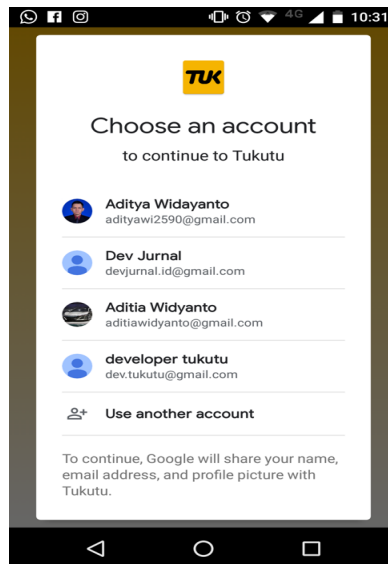 4G 10:31
TUK
Choose an account
to continue to Tukutu
Aditya Widayanto
adityawi2590@gmail.com
Dev Jurnal
devjurnal.id@gmail.com
Aditia Widyanto
aditiawidyanto@gmail.com
developer tukutu
dev.tukutu@gmail.com
Use another account
To continue, Google will share your name,
email address, and profile picture with
Tukutu.